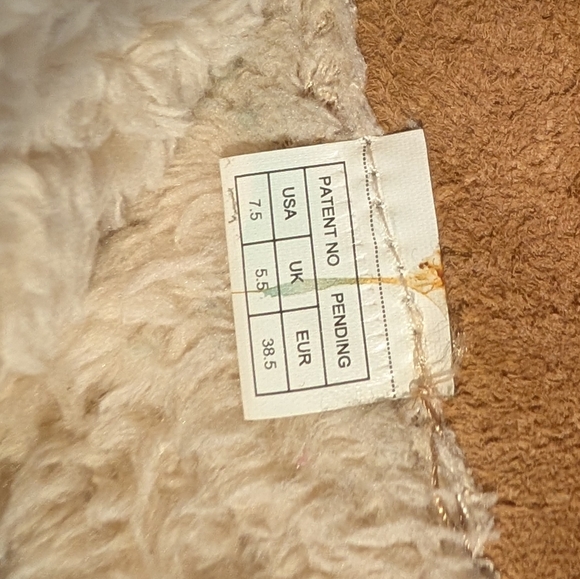 PATENT NO PENDING
USA UK EUR
7.5 5.5 38.5